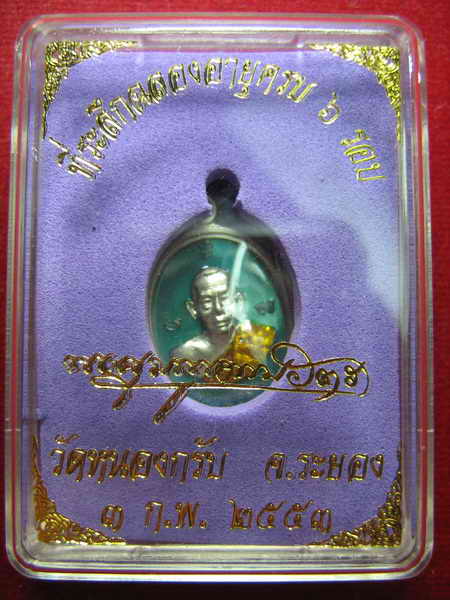 ที่ระลึกฉลองอายุครบ ๖ รอบ
วัดหนองกรับ จ.ระยอง
๓ ก.พ. ๒๕๕๓